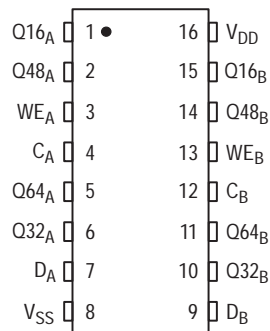 Q16A 1 16 VDD
Q48A 2 15 Q16B
WEA 3 14 Q48B
CA 4 13 WEB
Q64A 5 12 CB
Q32A 6 11 Q64B
DA 7 10 Q32B
VSS 8 9 DB